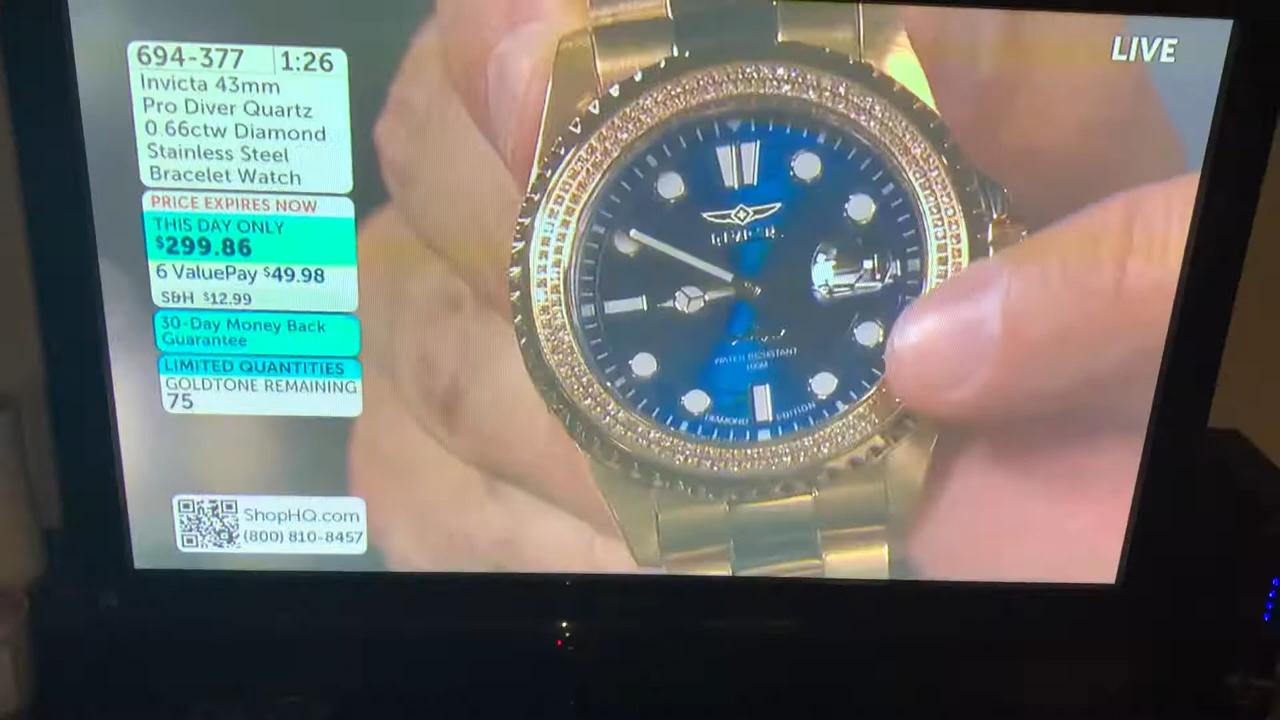 694-377 1:26
Invicta 43mm
Pro Diver Quartz
0.66ctw Diamond
Stainless Steel
Bracelet Watch
PRICE EXPIRES NOW
THIS DAY ONLY
$299.86
6 ValuePay $49.98
S&H $12.99
30-Day Money Back
Guarantee
LIMITED QUANTITIES
GOLDTONE REMAINING
75
ShopHQ.com
(800) 810-8457
LIVE
INVICTA
WATER RESISTANT
100M
DIAMOND EDITION